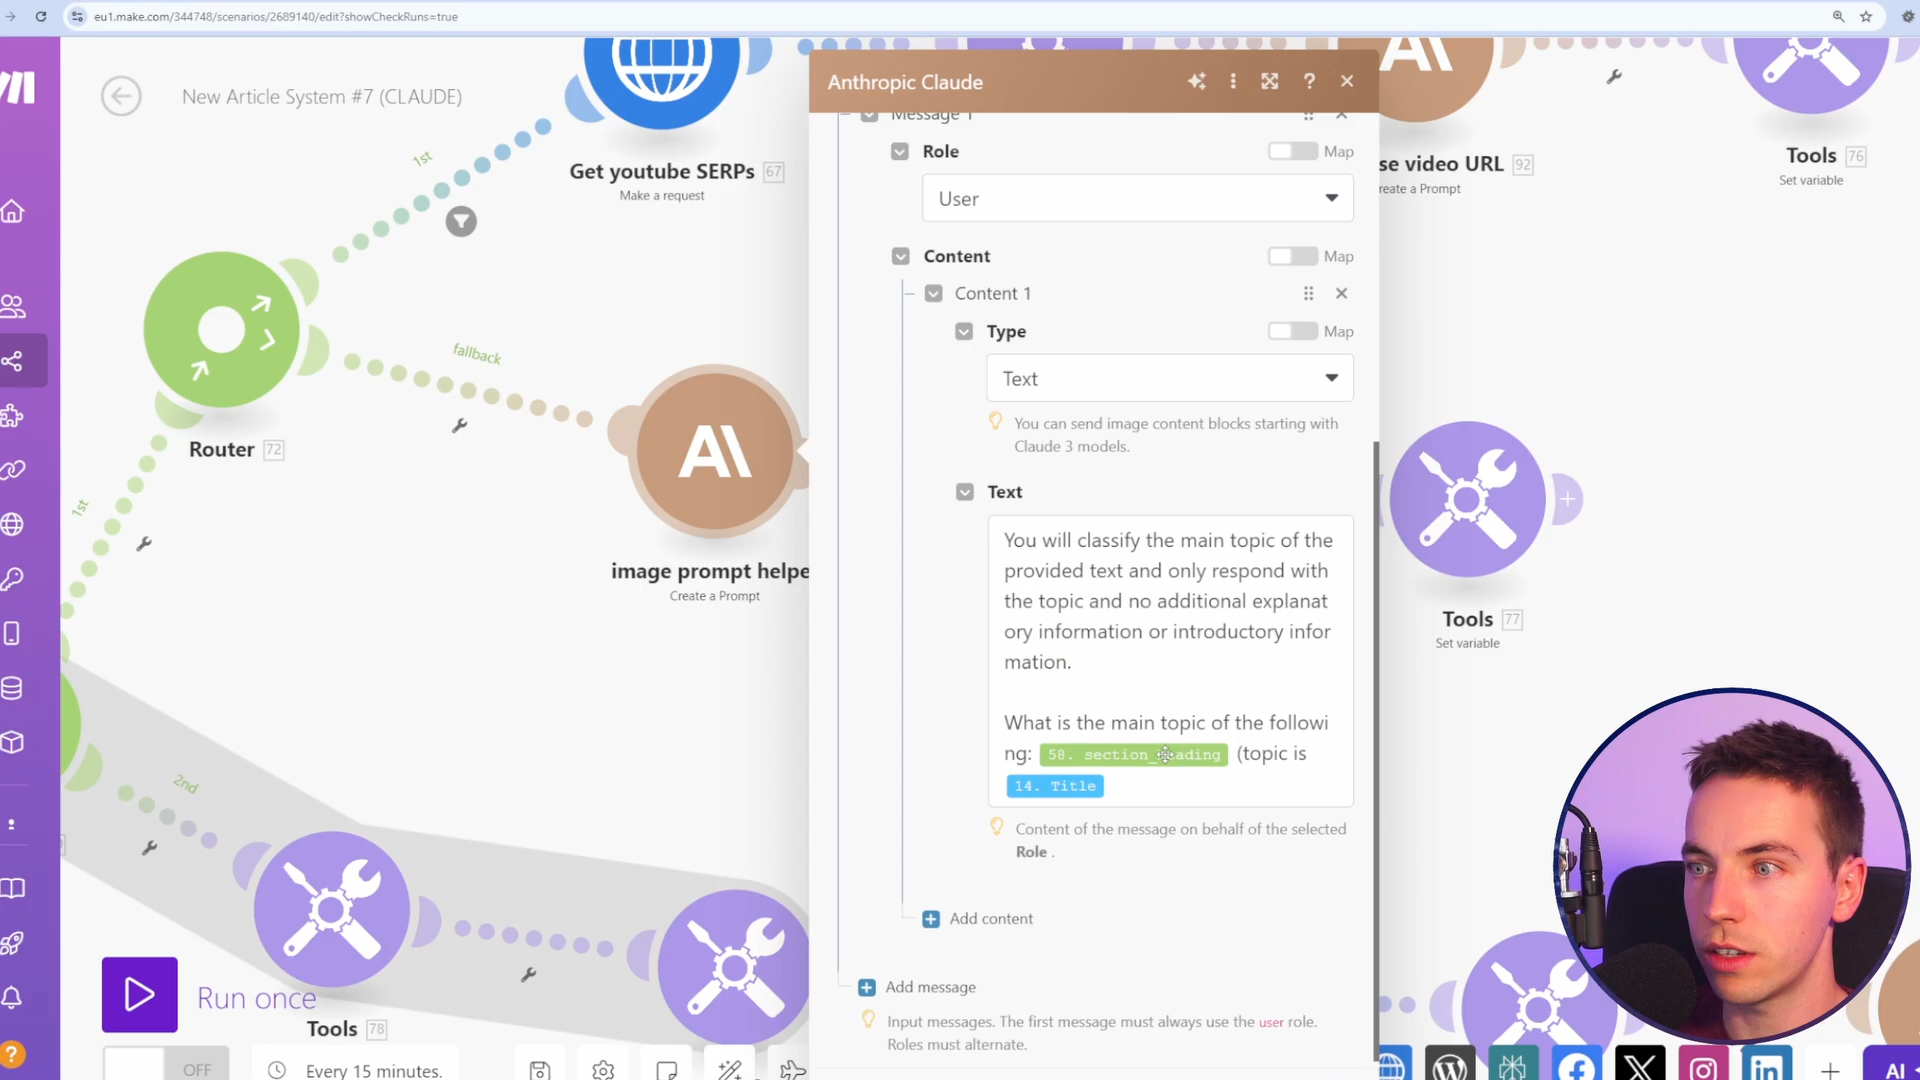 eu1.make.com/344748/scenarios/2689140/edit?showCheckRuns=true
New Article System #7 (CLAUDE)
1st
Get youtube SERPs 67
Make a request
fallback
Router 72
1st
image prompt helpe
Create a Prompt
2nd
Run once
Tools 78
OFF
Every 15 minutes.
Anthropic Claude
Message 1
Role
Map
User
Content
Map
Content 1
Type
Map
Text
You can send image content blocks starting with
Claude 3 models.
Text
You will classify the main topic of the
provided text and only respond with
the topic and no additional explanat
ory information or introductory infor
mation.
What is the main topic of the followi
ng: 58. section_heading (topic is
14. Title
Content of the message on behalf of the selected
Role .
Add content
Add message
Input messages. The first message must always use the user role.
Roles must alternate.
se video URL 92
reate a Prompt
Tools 76
Set variable
Tools 77
Set variable
AI